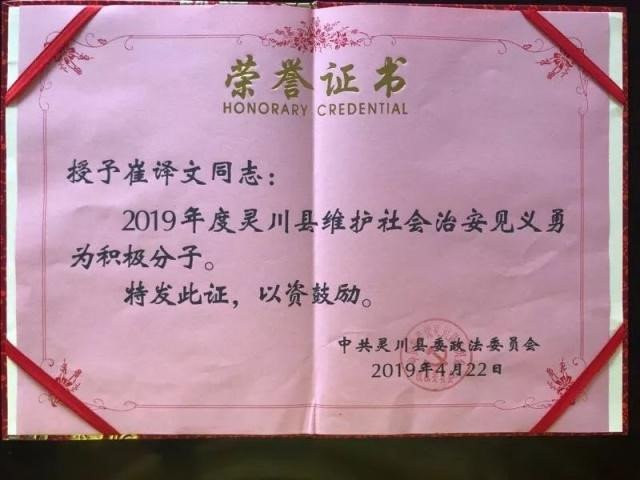 荣誉证书
HONORARY CREDENTIAL
授予崔译文同志：
2019年度灵川县维护社会治安见义勇
为积极分子。
特发此证，以资鼓励。
中共灵川县委政法委员会
2019年4月22日